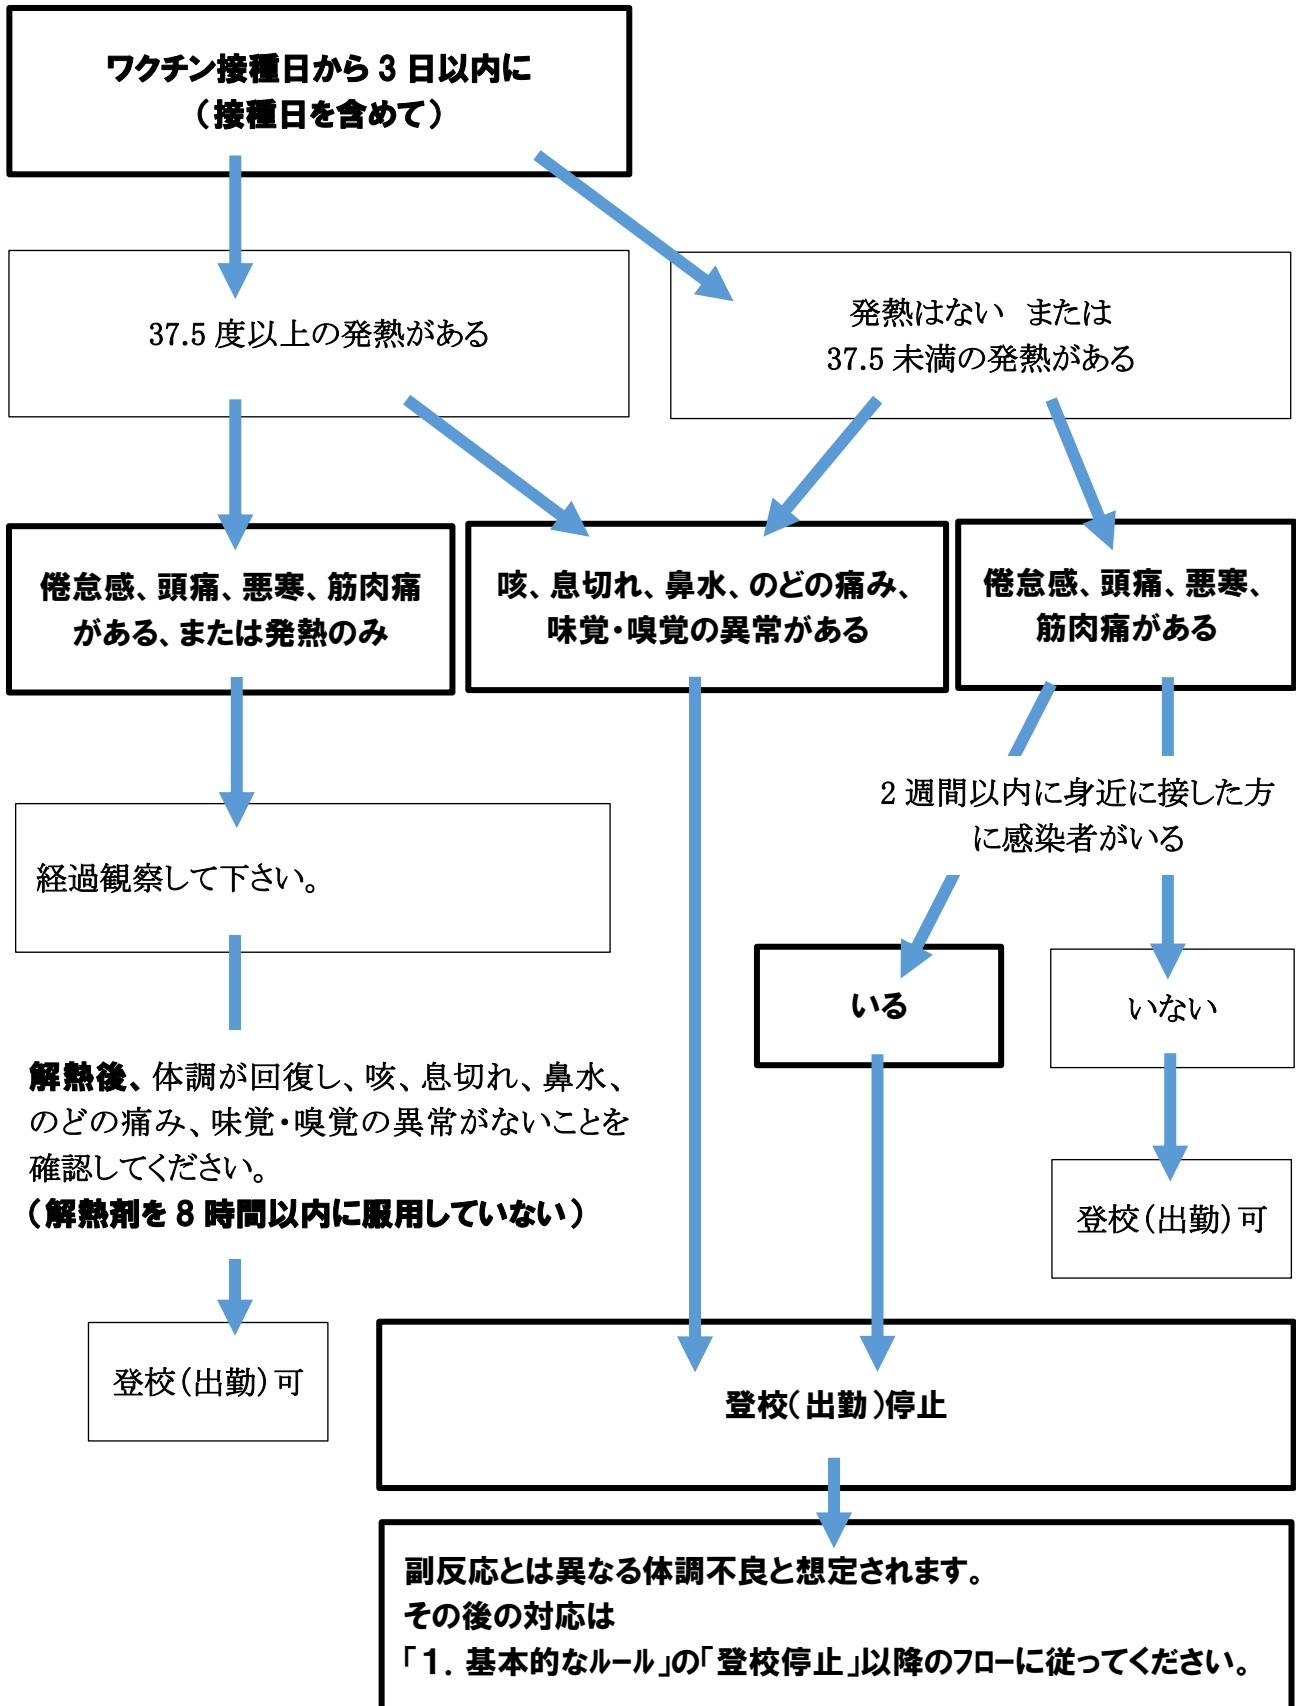 ワクチン接種日から 3 日以内に
（接種日を含めて）
37.5 度以上の発熱がある
発熱はない　または
37.5 未満の発熱がある
倦怠感、頭痛、悪寒、筋肉痛
がある、または発熱のみ
咳、息切れ、鼻水、のどの痛み、
味覚・嗅覚の異常がある
倦怠感、頭痛、悪寒、
筋肉痛がある
2 週間以内に身近に接した方
に感染者がいる
経過観察して下さい。
いる
いない
解熱後、体調が回復し、咳、息切れ、鼻水、
のどの痛み、味覚・嗅覚の異常がないことを
確認してください。
（解熱剤を 8 時間以内に服用していない）
登校（出勤）可
登校（出勤）可
登校（出勤）停止
副反応とは異なる体調不良と想定されます。
その後の対応は
「１．基本的なルール」の「登校停止」以降のフローに従ってください。